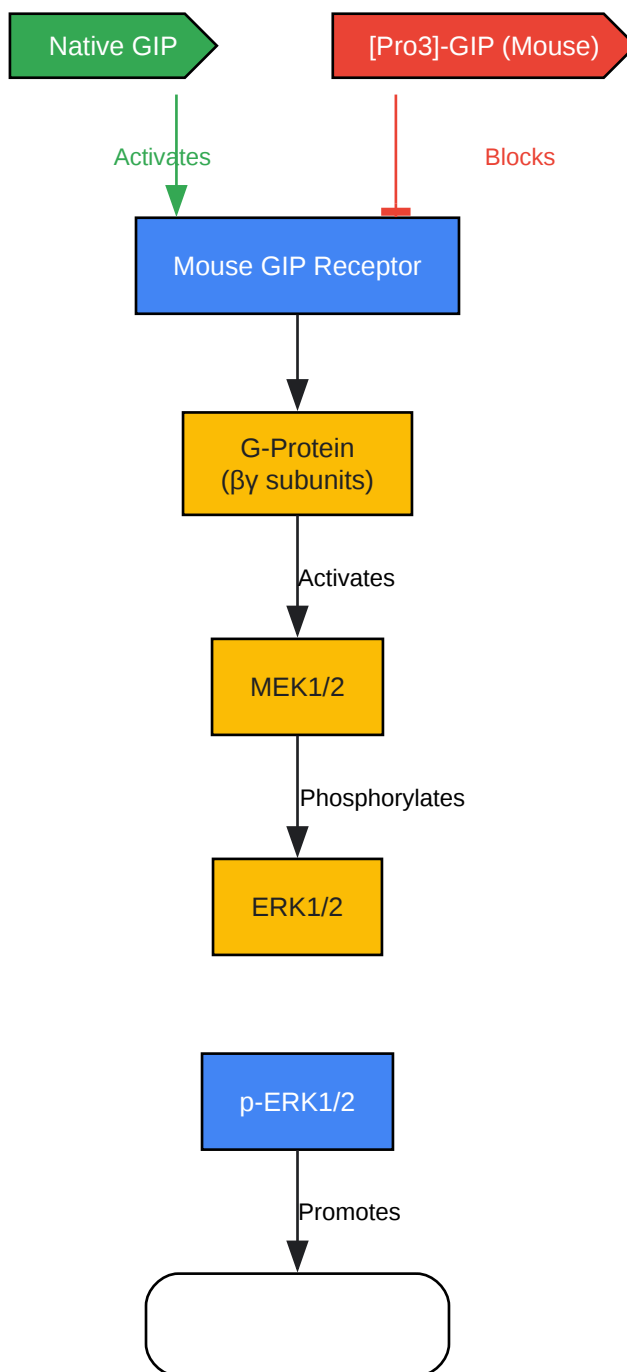 Native GIP
[Pro3]-GIP (Mouse)
Activates
Blocks
Mouse GIP Receptor
G-Protein
(βγ subunits)
Activates
MEK1/2
Phosphorylates
ERK1/2
p-ERK1/2
Promotes